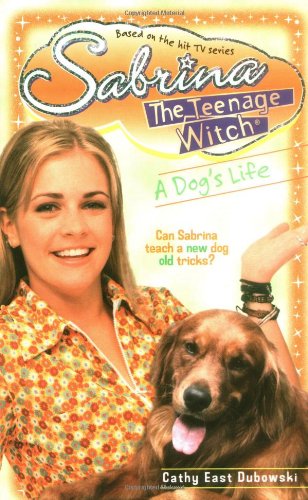 Based on the hit TV series
Sabrina
The Teenage
Witch®
A Dog's Life
Can Sabrina
teach a new dog
old tricks?
Cathy East Dubowski